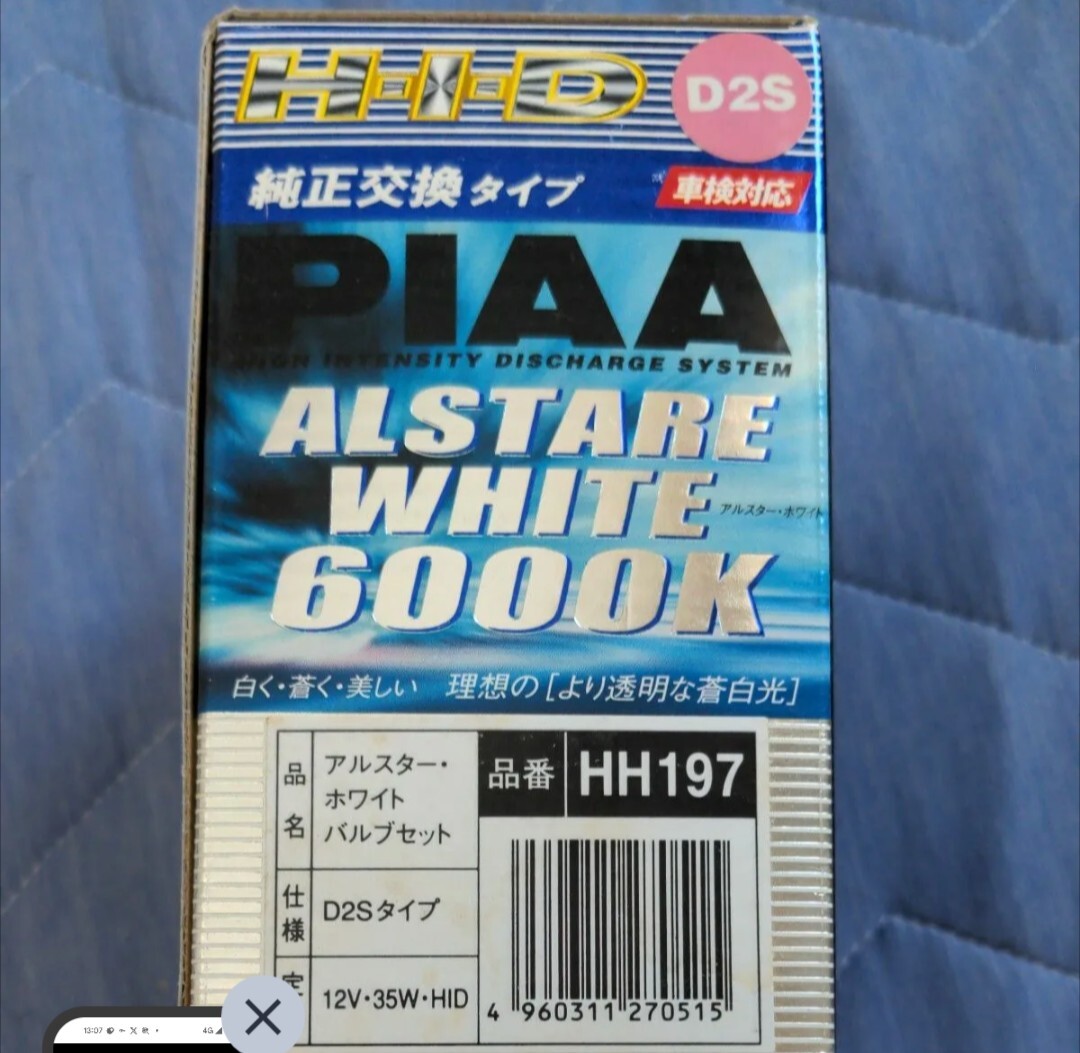 H・I・D
D2S
純正交換タイプ
車検対応
PIAA
HIGH INTENSITY DISCHARGE SYSTEM
ALSTARE
WHITE
アルスター・ホワイト
6000K
白く・蒼く・美しい 理想の[より透明な蒼白光]
品名
アルスター・
ホワイト
バルブセット
品番
HH197
仕様
D2Sタイプ
定
12V・35W・HID
4 960311 270515
13:07
4G